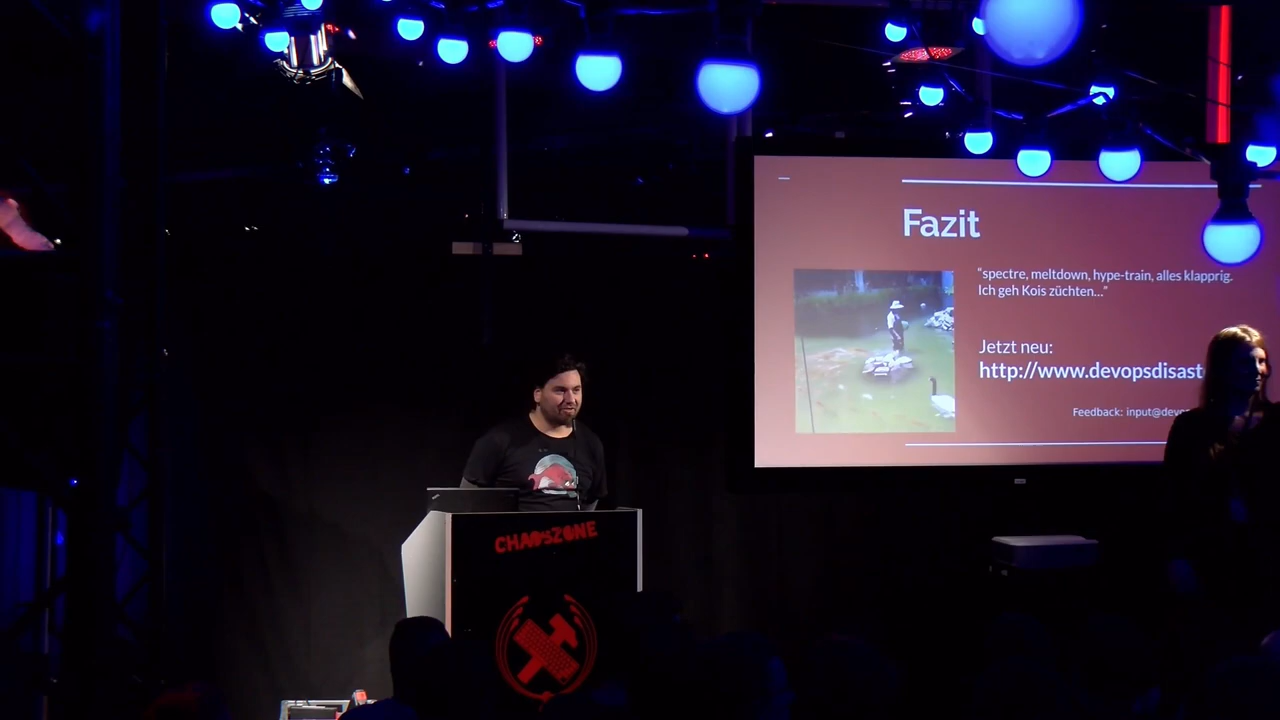 Fazit
"spectre, meltdown, hype-train, alles klapprig.
Ich geh Kois züchten..."
Jetzt neu:
http://www.devopsdisast
Feedback: input@devo
CHAOSZONE